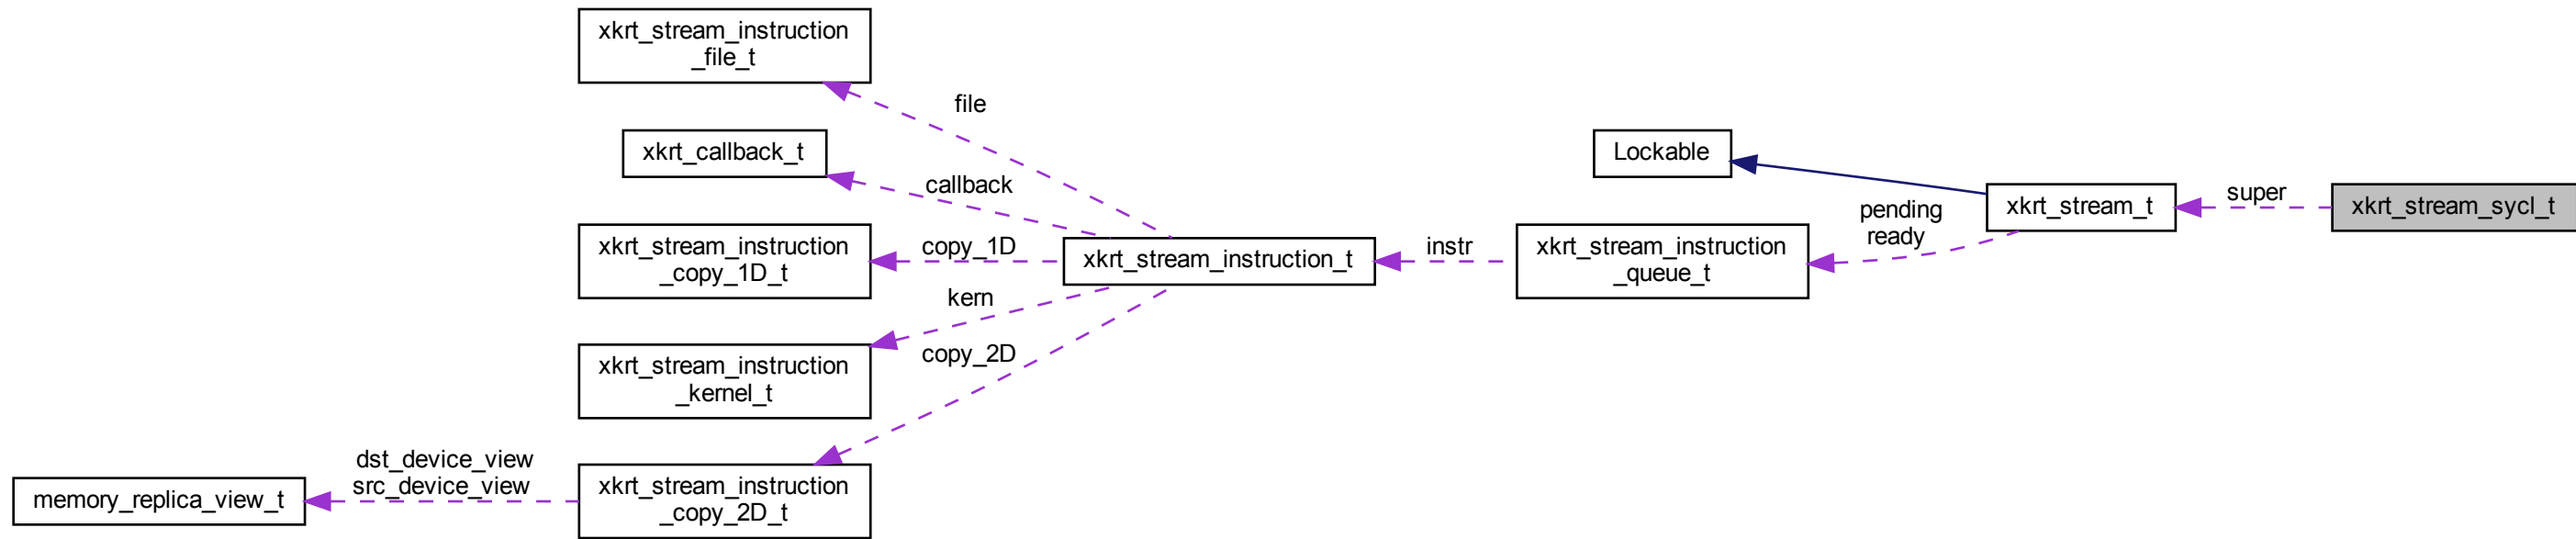 xkrt_stream_instruction
_file_t
file
xkrt_callback_t
callback
xkrt_stream_instruction
_copy_1D_t
copy_1D
xkrt_stream_instruction_t
kern
xkrt_stream_instruction
_kernel_t
copy_2D
xkrt_stream_instruction
_copy_2D_t
dst_device_view
src_device_view
memory_replica_view_t
instr
xkrt_stream_instruction
_queue_t
Lockable
pending
ready
xkrt_stream_t
super
xkrt_stream_sycl_t